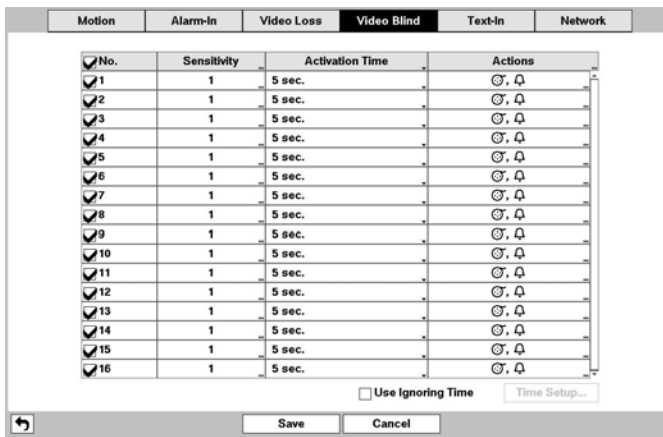 Motion Alarm-In Video Loss Video Blind Text-In Network
No. Sensitivity Activation Time Actions
1 1 5 sec. ,
2 1 5 sec. ,
3 1 5 sec. ,
4 1 5 sec. ,
5 1 5 sec. ,
6 1 5 sec. ,
7 1 5 sec. ,
8 1 5 sec. ,
9 1 5 sec. ,
10 1 5 sec. ,
11 1 5 sec. ,
12 1 5 sec. ,
13 1 5 sec. ,
14 1 5 sec. ,
15 1 5 sec. ,
16 1 5 sec. ,
Use Ignoring Time Time Setup...
Save Cancel